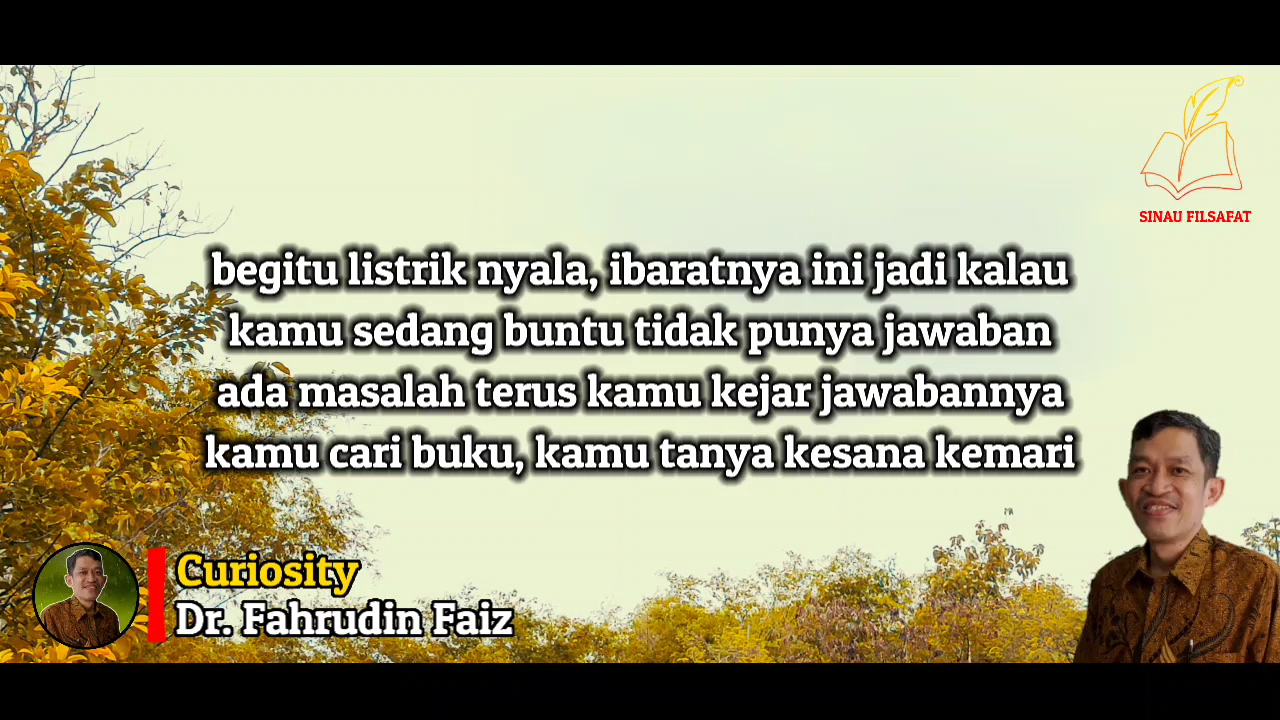 SINAU FILSAFAT
begitu listrik nyala, ibaratnya ini jadi kalau
kamu sedang buntu tidak punya jawaban
ada masalah terus kamu kejar jawabannya
kamu cari buku, kamu tanya kesana kemari
Curiosity
Dr. Fahrudin Faiz